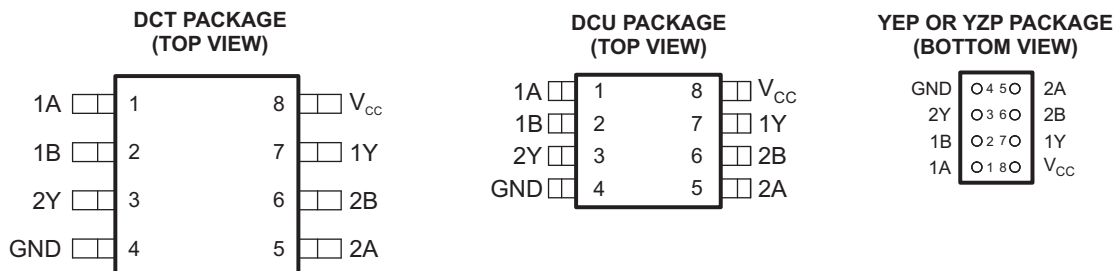 DCT PACKAGE
(TOP VIEW)
1A 1 8 VCC
1B 2 7 1Y
2Y 3 6 2B
GND 4 5 2A
DCU PACKAGE
(TOP VIEW)
1A 1 8 VCC
1B 2 7 1Y
2Y 3 6 2B
GND 4 5 2A
YEP OR YZP PACKAGE
(BOTTOM VIEW)
GND 4 5 2A
2Y 3 6 2B
1B 2 7 1Y
1A 1 8 VCC